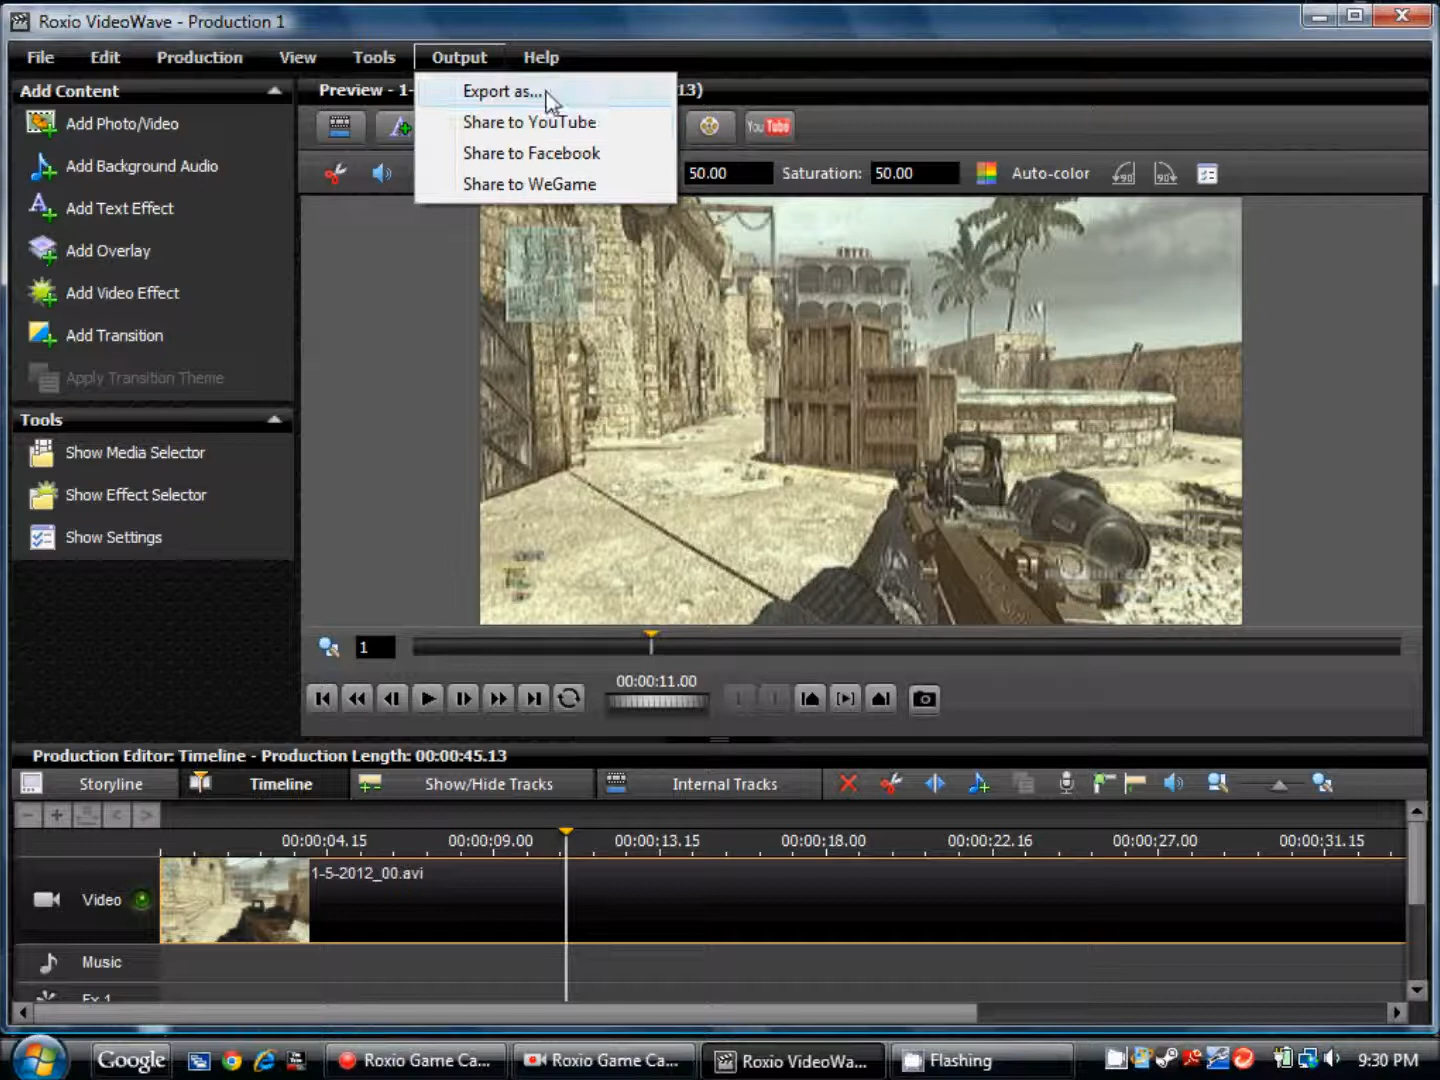 Roxio VideoWave - Production 1
File Edit Production View Tools Output Help
Add Content
Preview - 1- 13)
Export as...
Share to YouTube
Share to Facebook
Share to WeGame
Add Photo/Video
Add Background Audio
Add Text Effect
Add Overlay
Add Video Effect
Add Transition
Apply Transition Theme
You Tube
50.00 Saturation: 50.00 Auto-color 90 90
Tools
Show Media Selector
Show Effect Selector
Show Settings
1
00:00:11.00
Production Editor: Timeline - Production Length: 00:00:45.13
Storyline Timeline Show/Hide Tracks Internal Tracks
00:00:04.15 00:00:09.00 00:00:13.15 00:00:18.00 00:00:22.16 00:00:27.00 00:00:31.15
1-5-2012_00.avi
Video
Music
Fx 1
Google Roxio Game Ca... Roxio Game Ca... Roxio VideoWa... Flashing 9:30 PM